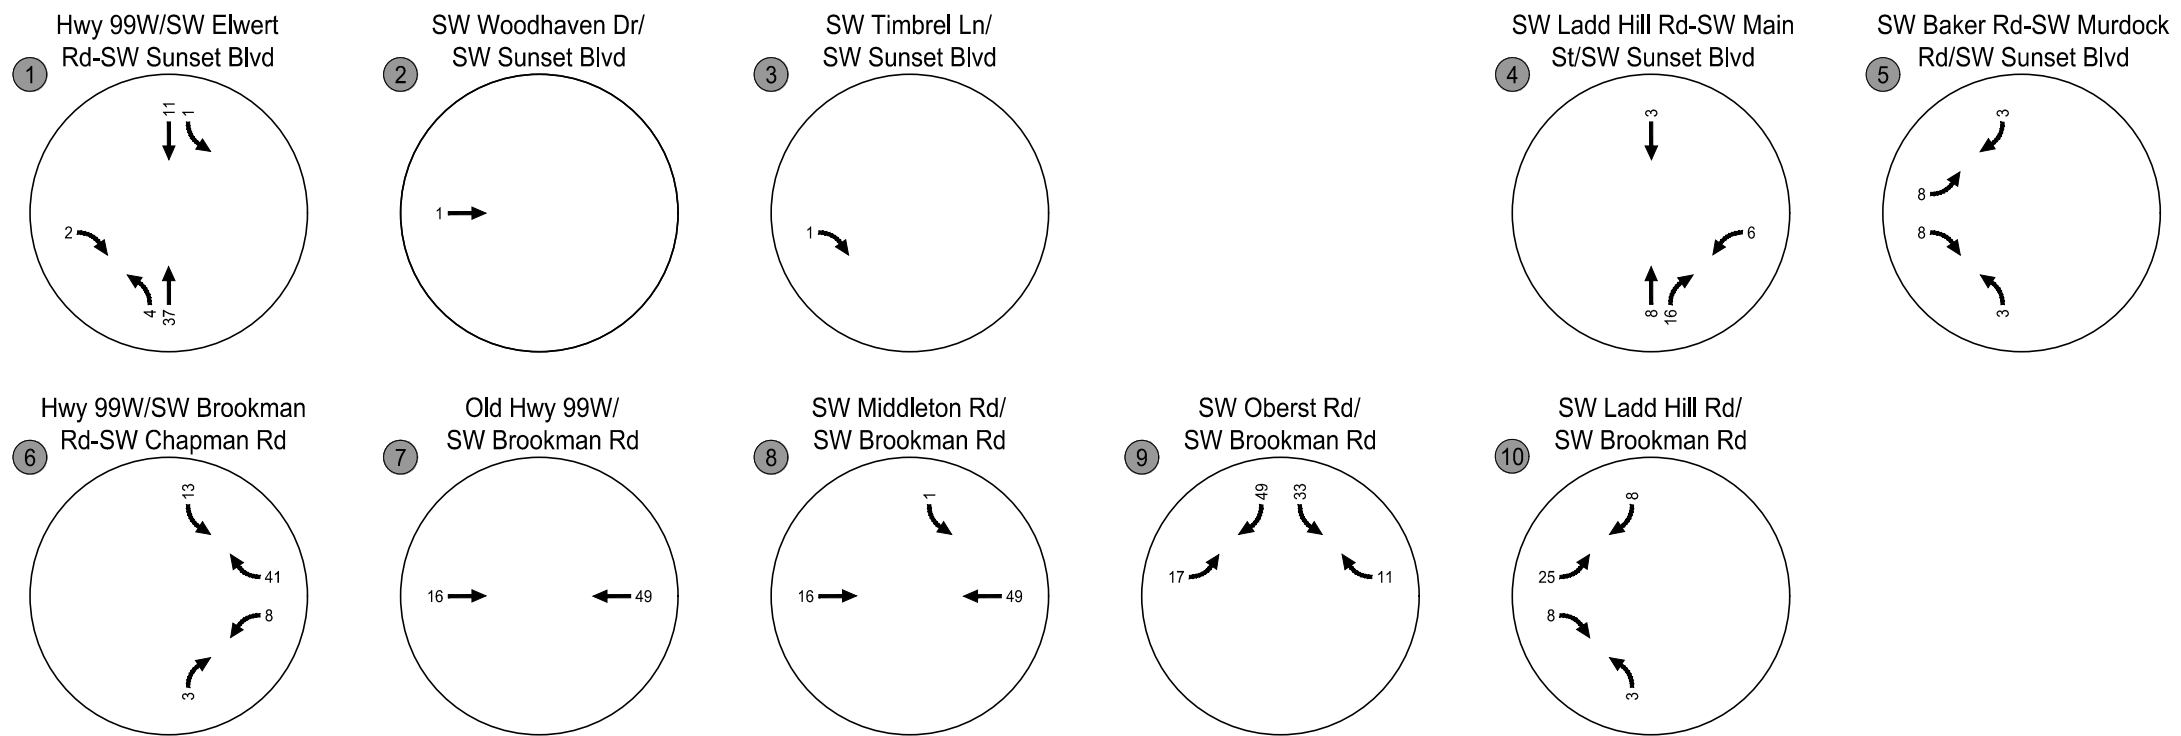 Hwy 99W/SW Elwert
Rd-SW Sunset Blvd
1
11
1
2
4
37
SW Woodhaven Dr/
SW Sunset Blvd
2
1
SW Timbrel Ln/
SW Sunset Blvd
3
1
SW Ladd Hill Rd-SW Main
St/SW Sunset Blvd
4
3
6
8
16
SW Baker Rd-SW Murdock
Rd/SW Sunset Blvd
5
3
8
8
3
Hwy 99W/SW Brookman
Rd-SW Chapman Rd
6
13
41
8
3
Old Hwy 99W/
SW Brookman Rd
7
16
49
SW Middleton Rd/
SW Brookman Rd
8
1
16
49
SW Oberst Rd/
SW Brookman Rd
9
49
33
17
11
SW Ladd Hill Rd/
SW Brookman Rd
10
8
25
8
3